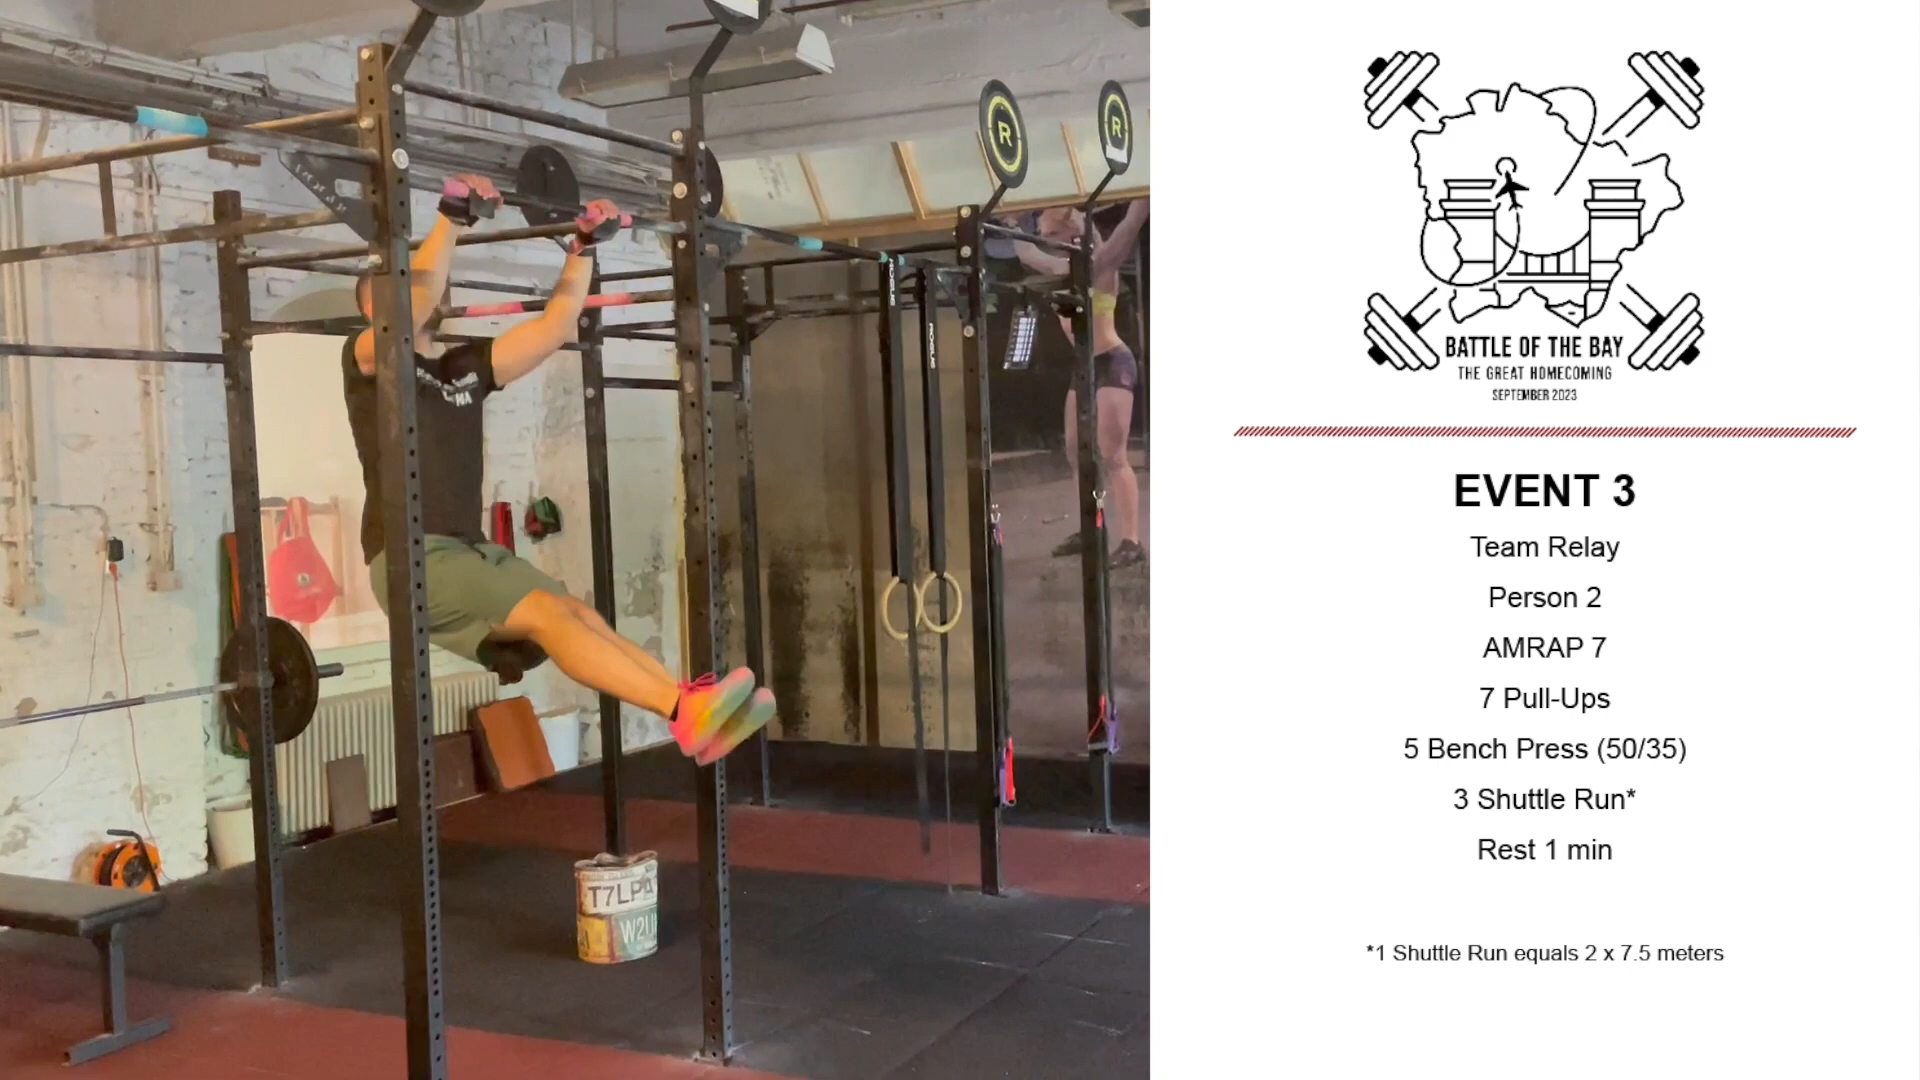 R
R
ROGUE
ROGUE
T7LPA
W2U
BATTLE OF THE BAY
THE GREAT HOMECOMING
SEPTEMBER 2023
EVENT 3
Team Relay
Person 2
AMRAP 7
7 Pull-Ups
5 Bench Press (50/35)
3 Shuttle Run*
Rest 1 min
*1 Shuttle Run equals 2 x 7.5 meters